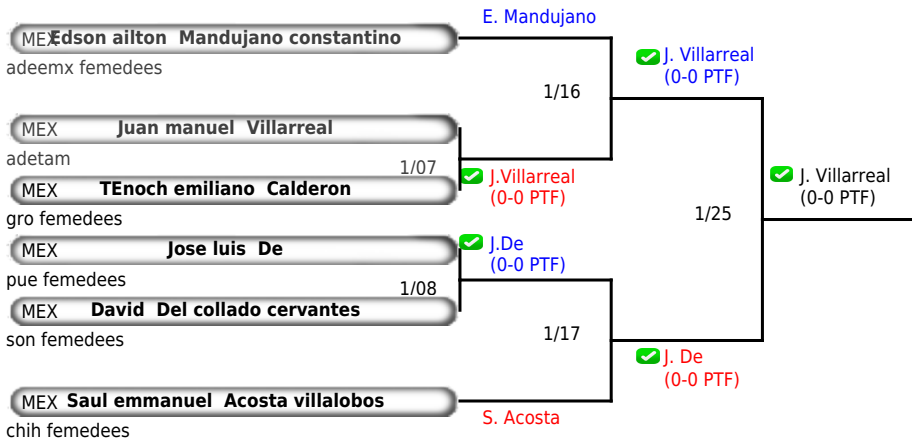 E. Mandujano
MEX Edson ailton Mandujano constantino
adeemx femedees
J. Villarreal
(0-0 PTF)
1/16
MEX Juan manuel Villarreal
adetam
1/07
J.Villarreal
(0-0 PTF)
MEX TEnoch emiliano Calderon
gro femedees
J. Villarreal
(0-0 PTF)
1/25
MEX Jose luis De
pue femedees
J.De
(0-0 PTF)
1/08
MEX David Del collado cervantes
son femedees
1/17
J. De
(0-0 PTF)
MEX Saul emmanuel Acosta villalobos
chih femedees
S. Acosta